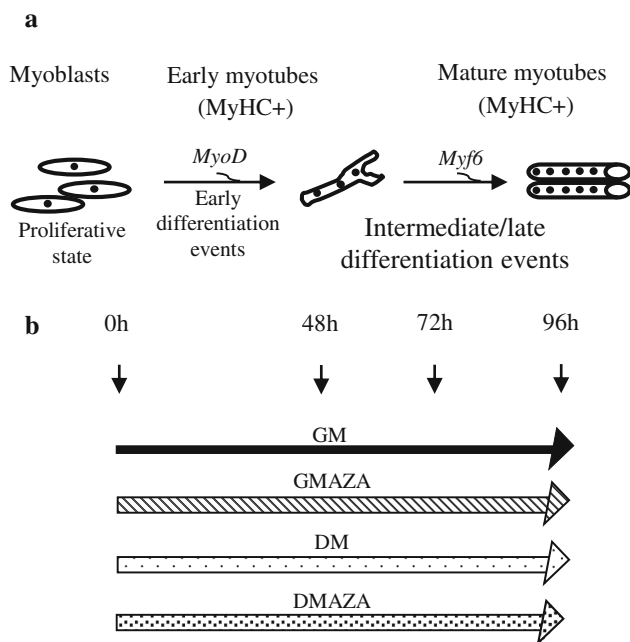 a
Myoblasts
Early myotubes
(MyHC+)
Mature myotubes
(MyHC+)
MyoD
Myf6
Proliferative
state
Early
differentiation
events
Intermediate/late
differentiation events
b
0h 48h 72h 96h
GM
GMAZA
DM
DMAZA